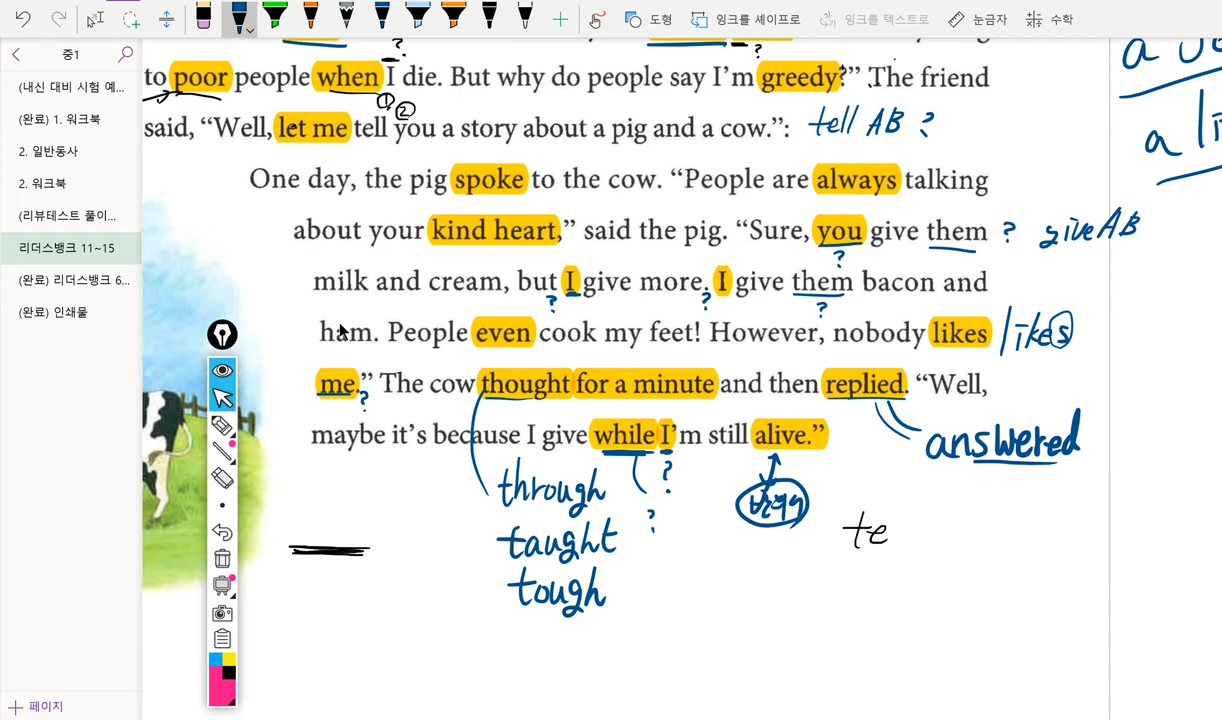 도형
잉크를 셰이프로
잉크를 텍스트로
눈금자
수학
중1
(내신 대비 시험 예...
(완료) 1. 워크북
2. 일반동사
2. 워크북
(리뷰테스트 풀이...
리더스뱅크 11~15
(완료) 리더스뱅크 6...
(완료) 인쇄물
페이지
?
?
to poor people when I die. But why do people say I'm greedy?" The friend
① ②
said, "Well, let me tell you a story about a pig and a cow.": tell AB ?
One day, the pig spoke to the cow. "People are always talking
about your kind heart," said the pig. "Sure, you give them ? give AB
?
milk and cream, but I give more. I give them bacon and
? ? ?
ham. People even cook my feet! However, nobody likes likes
me." The cow thought for a minute and then replied. "Well,
?
maybe it's because I give while I'm still alive." answered
?
through
?
taught
tough
te
a
a li